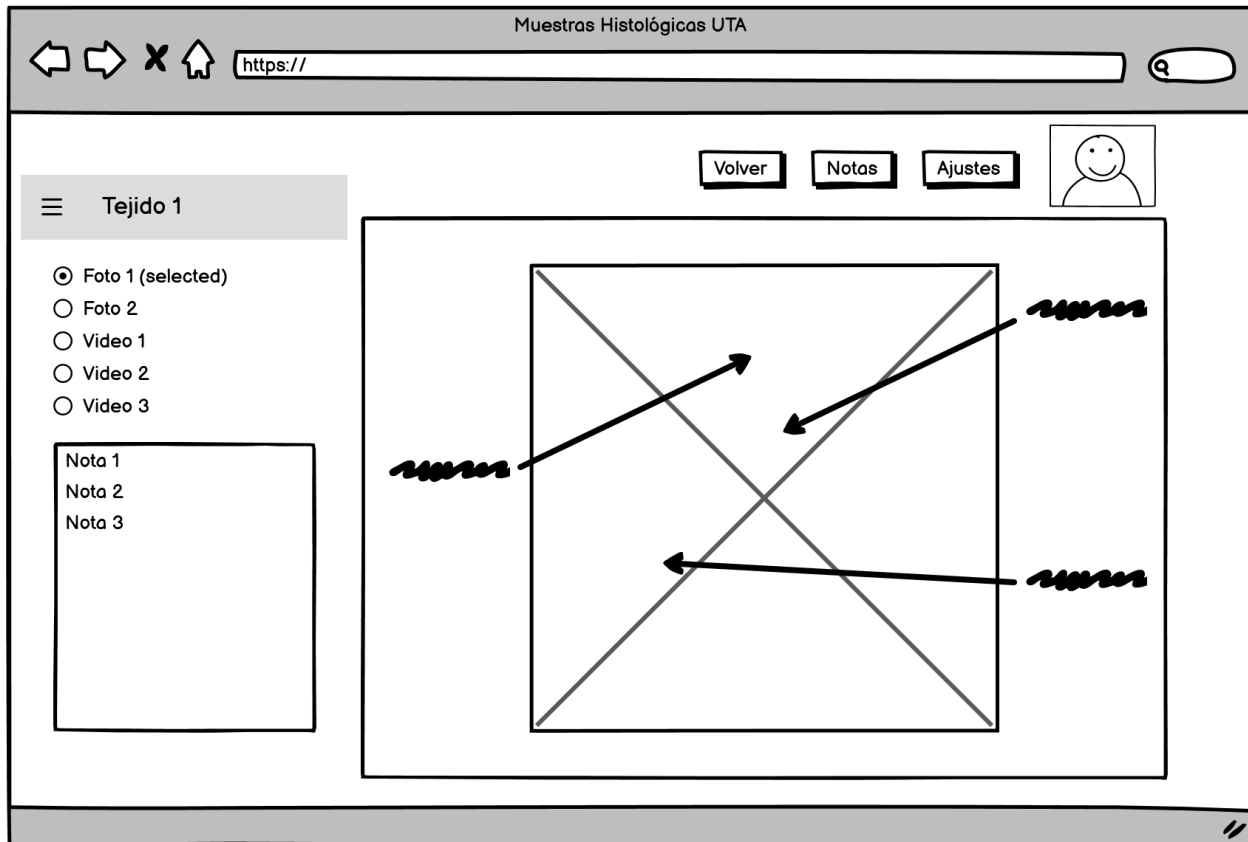 Muestras Histológicas UTA
https://
Volver
Notas
Ajustes
Tejido 1
Foto 1 (selected)
Foto 2
Video 1
Video 2
Video 3
Nota 1
Nota 2
Nota 3